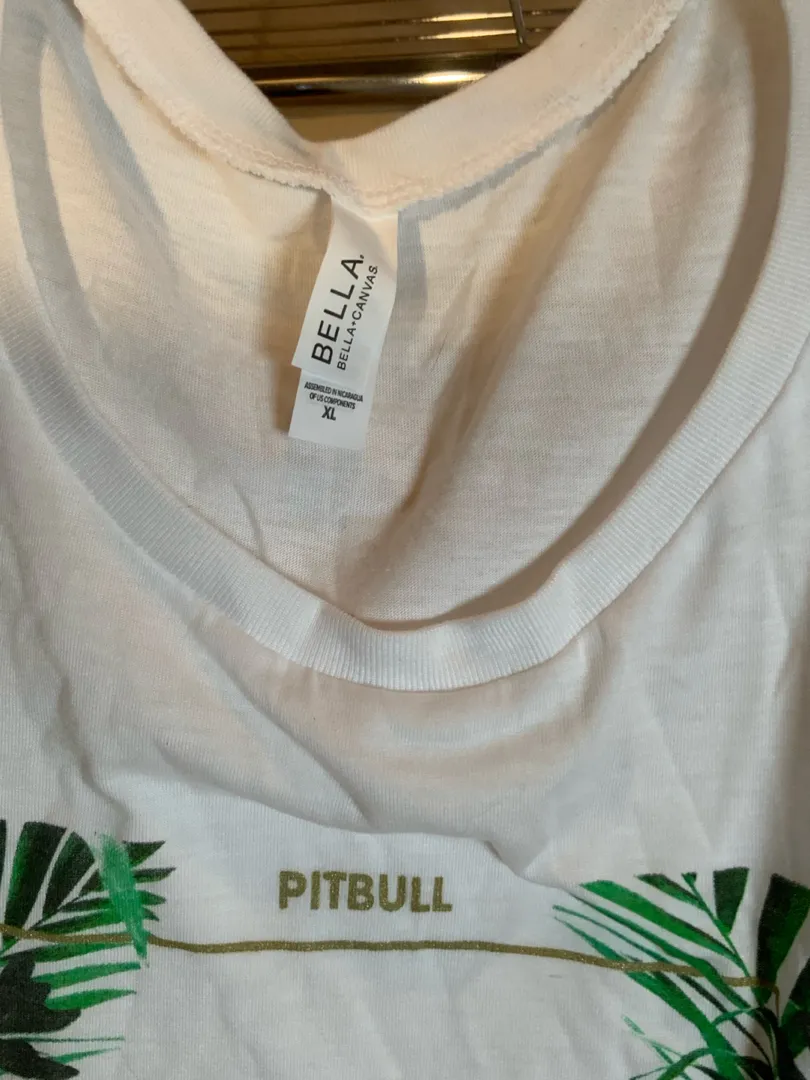 BELLA®
BELLA+CANVAS®
ASSEMBLED IN NICARAGUA
OF US COMPONENTS
XL
PITBULL